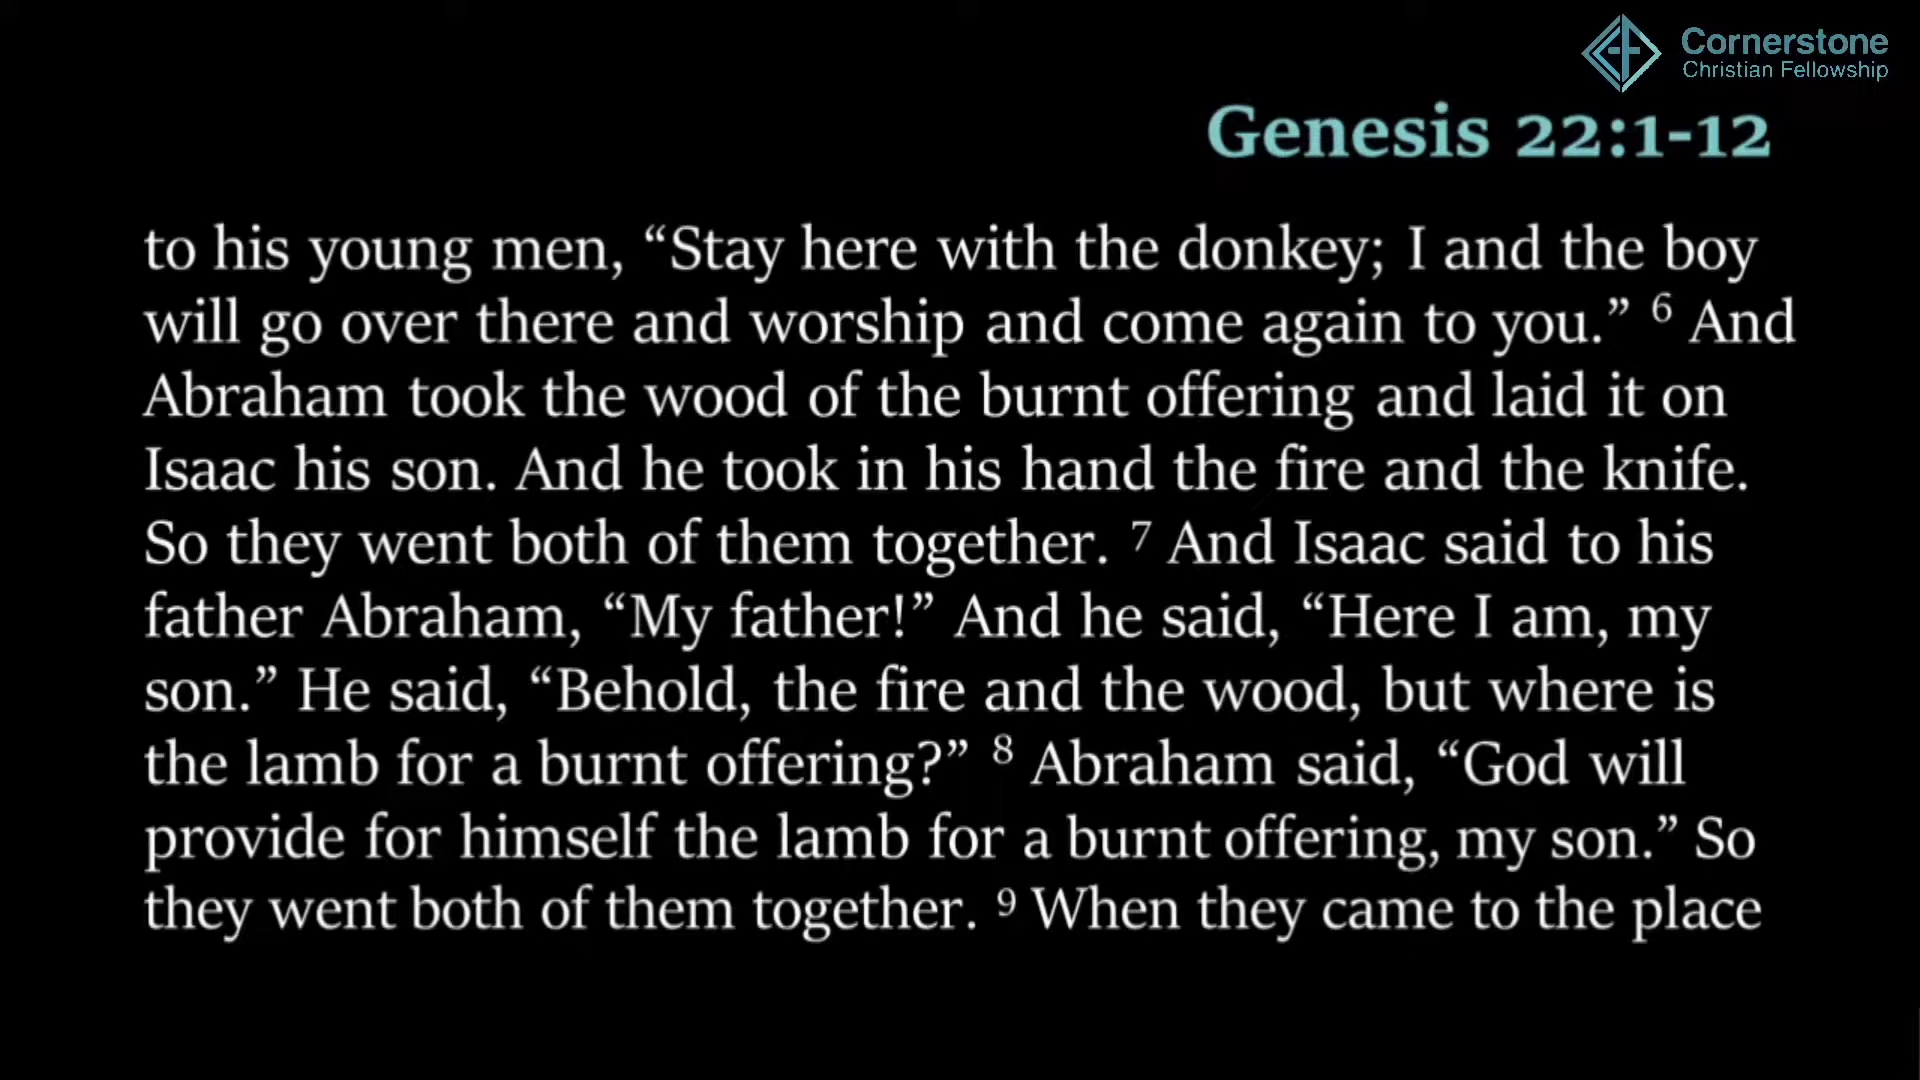 Cornerstone
Christian Fellowship
Genesis 22:1-12
to his young men, “Stay here with the donkey; I and the boy
will go over there and worship and come again to you.” 6 And
Abraham took the wood of the burnt offering and laid it on
Isaac his son. And he took in his hand the fire and the knife.
So they went both of them together. 7 And Isaac said to his
father Abraham, “My father!” And he said, “Here I am, my
son.” He said, “Behold, the fire and the wood, but where is
the lamb for a burnt offering?” 8 Abraham said, “God will
provide for himself the lamb for a burnt offering, my son.” So
they went both of them together. 9 When they came to the place